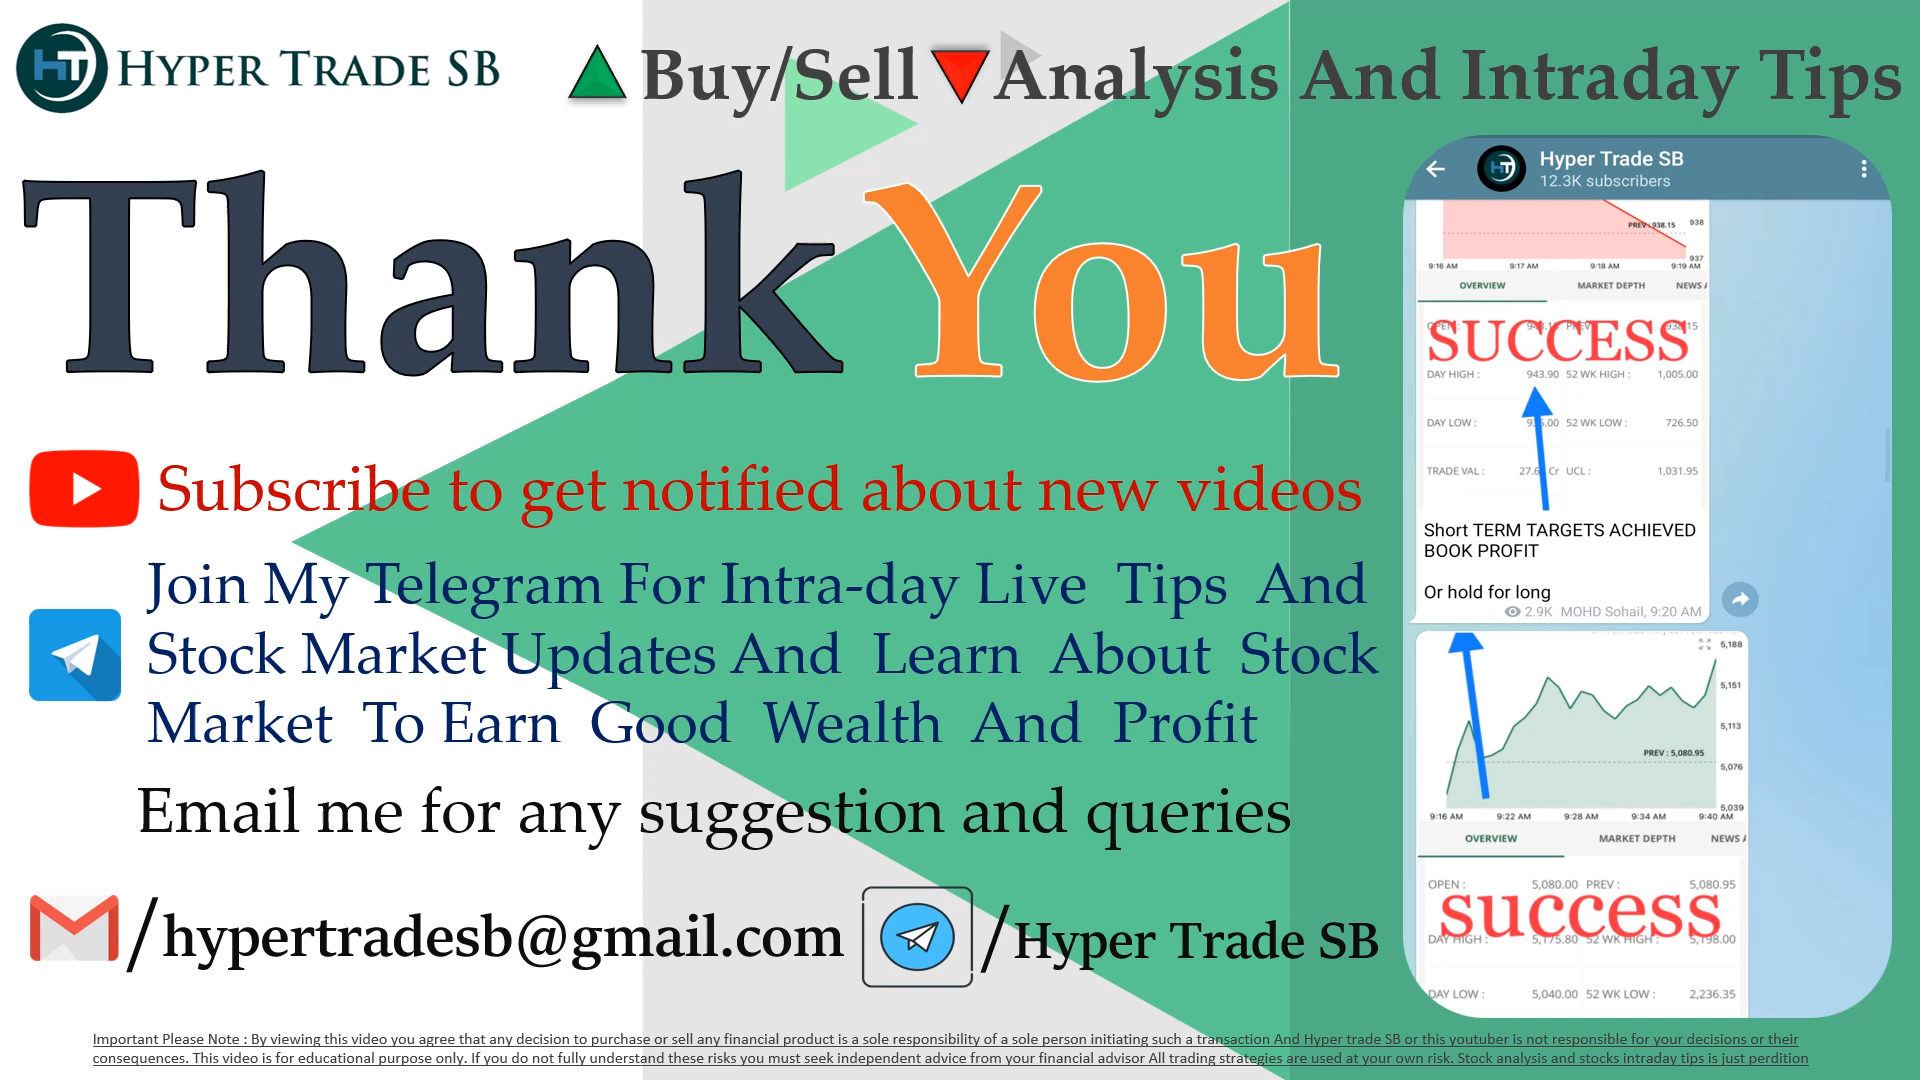 HT HYPER TRADE SB
Buy/Sell Analysis And Intraday Tips
Thank You
Subscribe to get notified about new videos
Join My Telegram For Intra-day Live Tips And
Stock Market Updates And Learn About Stock
Market To Earn Good Wealth And Profit
Email me for any suggestion and queries
/hypertradesb@gmail.com
/Hyper Trade SB
Hyper Trade SB
12.3K subscribers
PREV : 938.15 938
937
9:16 AM 9:17 AM 9:18 AM 9:19 AM
OVERVIEW MARKET DEPTH NEWS
OPEN : PREV 938.15
SUCCESS
DAY HIGH : 943.90 52 WK HIGH : 1,005.00
DAY LOW : 52 WK LOW : 726.50
TRADE VAL : Cr UCL : 1,031.95
Short TERM TARGETS ACHIEVED
BOOK PROFIT
Or hold for long
2.9K MOHD Sohail, 9:20 AM
5,188
5,151
5,113
PREV : 5,080.95
5,076
5,039
9:16 AM 9:22 AM 9:28 AM 9:34 AM 9:40 AM
OVERVIEW MARKET DEPTH NEWS
OPEN : 5,080.00 PREV : 5,080.95
success
DAY HIGH : 5,175.80 52 WK HIGH : 5,198.00
DAY LOW : 5,040.00 52 WK LOW : 2,236.35
Important Please Note : By viewing this video you agree that any decision to purchase or sell any financial product is a sole responsibility of a sole person initiating such a transaction And Hyper trade SB or this youtuber is not responsible for your decisions or their
consequences. This video is for educational purpose only. If you do not fully understand these risks you must seek independent advice from your financial advisor All trading strategies are used at your own risk. Stock analysis and stocks intraday tips is just perdition